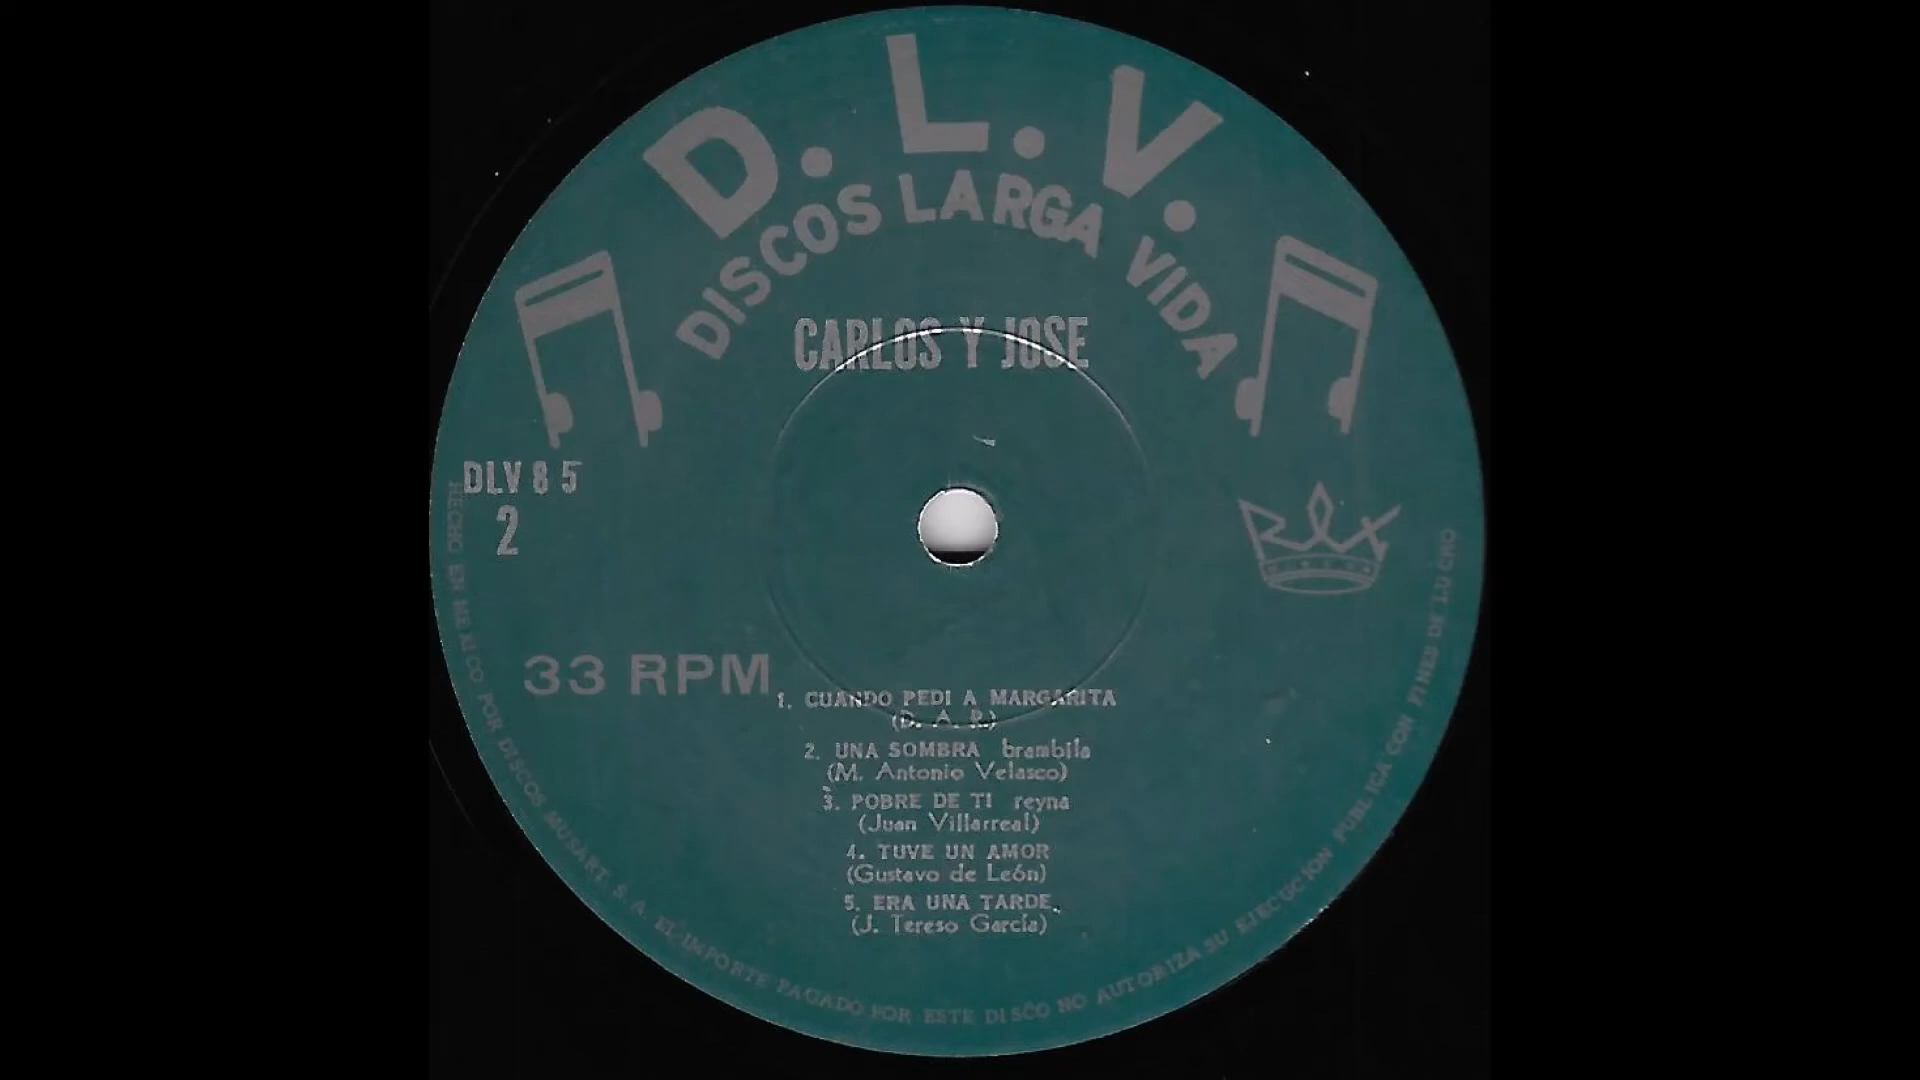 D. L. V.
DISCOS LARGA VIDA
CARLOS Y JOSE
DLV 8 5
2
REX
33 RPM
1. CUANDO PEDI A MARGARITA
(D. A. R.)
2. UNA SOMBRA brambila
(M. Antonio Velasco)
3. POBRE DE TI reyna
(Juan Villarreal)
4. TUVE UN AMOR
(Gustavo de León)
5. ERA UNA TARDE
(J. Tereso García)
HECHO EN MEXICO POR DISCOS MUSART, S. A. EL IMPORTE PAGADO POR ESTE DISCO NO AUTORIZA SU EJECUCION PUBLICA CON FINES DE LUCRO